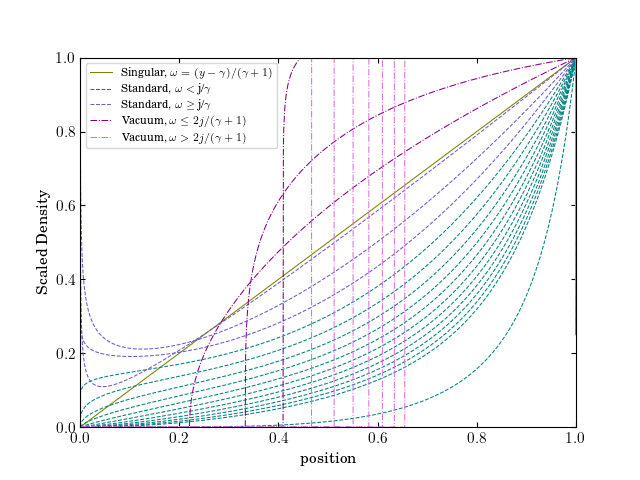 1.0
0.8
0.6
0.4
0.2
0.0
Scaled Density
Singular, ω = (y − γ)/(γ + 1)
Standard, ω < j/γ
Standard, ω ≥ j/γ
Vacuum, ω ≤ 2j/(γ + 1)
Vacuum, ω > 2j/(γ + 1)
0.0 0.2 0.4 0.6 0.8 1.0
position